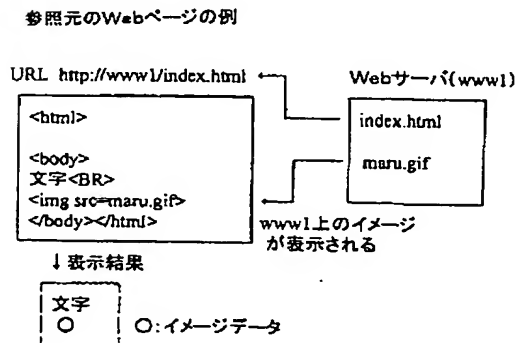 参照元のWebページの例
URL http://www1/index.html
Webサーバ(www1)
<html>
<body>
文字<BR>
<img src=maru.gif>
</body></html>
index.html
maru.gif
www1上のイメージ
が表示される
↓表示結果
文字
○
○:イメージデータ